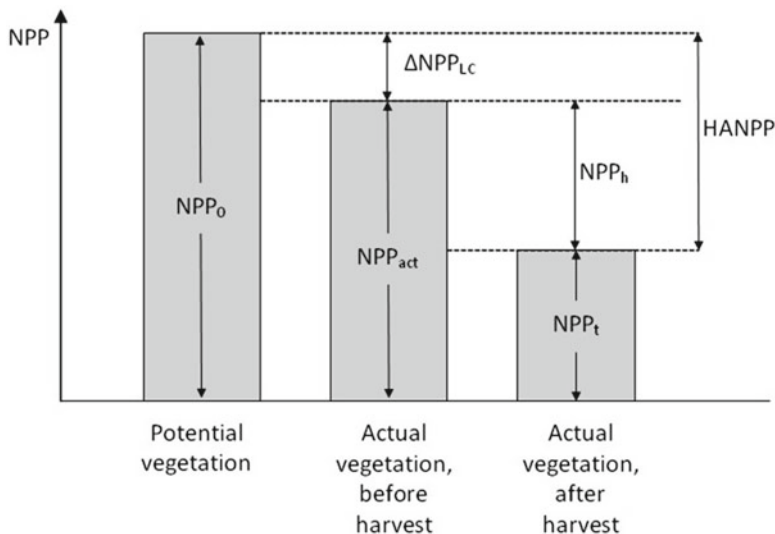 NPP
ΔNPPLC
HANPP
NPPh
NPP0
NPPact
NPPt
Potential
vegetation
Actual
vegetation,
before
harvest
Actual
vegetation,
after
harvest